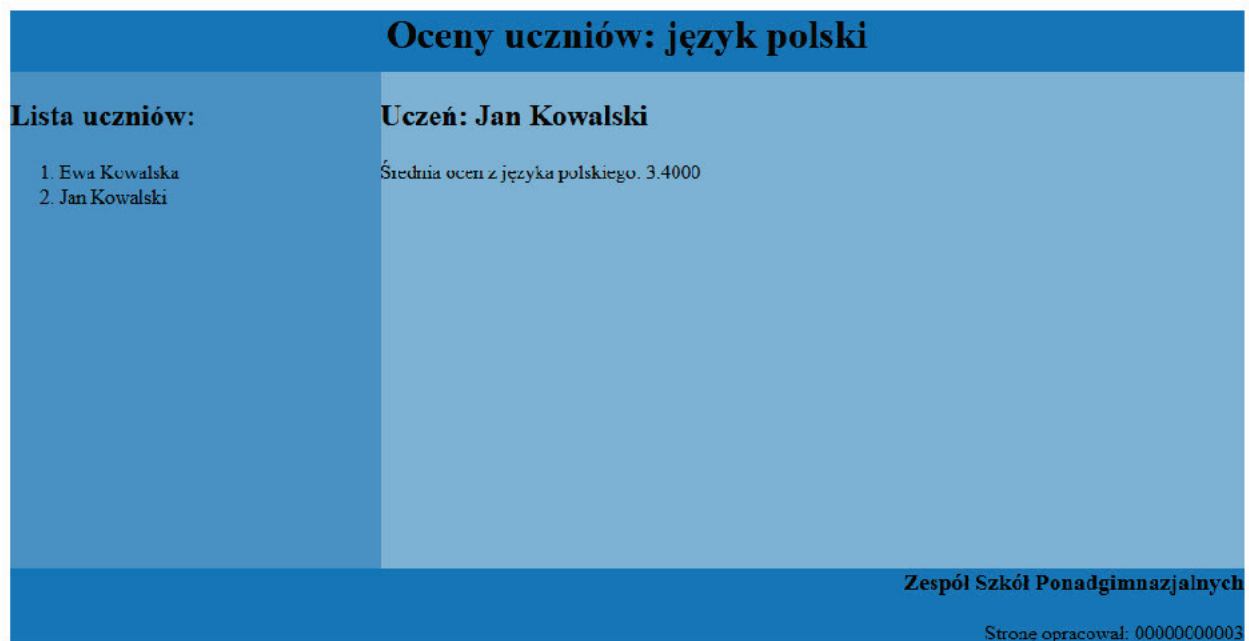 Oceny uczniów: język polski
Lista uczniów:
1. Ewa Kowalska
2. Jan Kowalski
Uczeń: Jan Kowalski
Średnia ocen z języka polskiego. 3.4000
Zespół Szkół Ponadgimnazjalnych
Stronę opracował: 00000000003